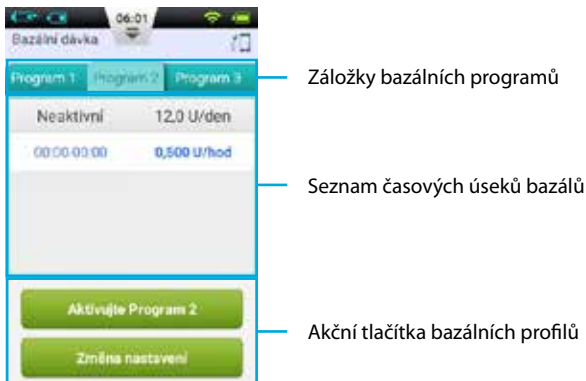 06:01
Bazální dávka
Program 1 Program 2 Program 3
Záložky bazálních programů
Neaktivní 12,0 U/den
00:00-00:00 0,500 U/hod
Seznam časových úseků bazálů
Aktivujte Program 2
Akční tlačítka bazálních profilů
Změna nastavení